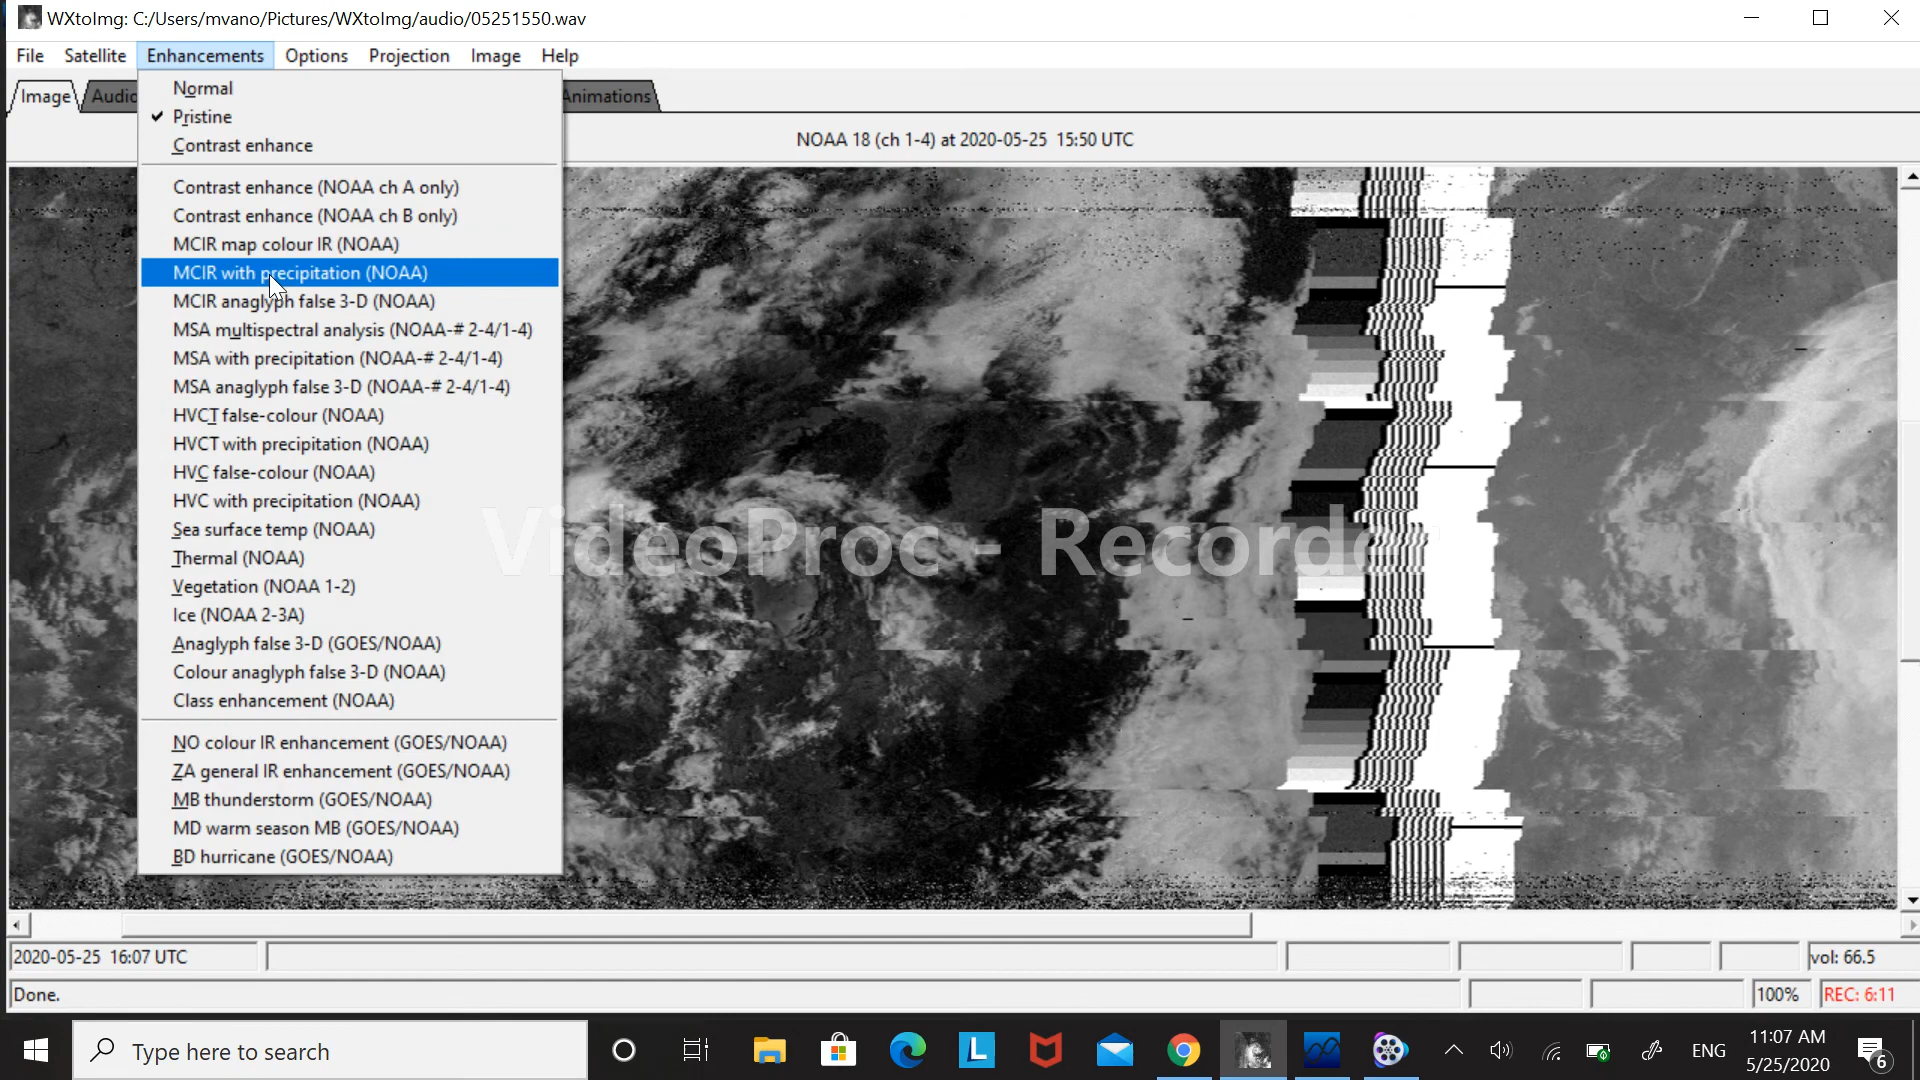 WXtoImg: C:/Users/mvano/Pictures/WXtoImg/audio/05251550.wav
File Satellite Enhancements Options Projection Image Help
Image Audio Animations
NOAA 18 (ch 1-4) at 2020-05-25 15:50 UTC
Normal
Pristine
Contrast enhance
Contrast enhance (NOAA ch A only)
Contrast enhance (NOAA ch B only)
MCIR map colour IR (NOAA)
MCIR with precipitation (NOAA)
MCIR anaglyph false 3-D (NOAA)
MSA multispectral analysis (NOAA-# 2-4/1-4)
MSA with precipitation (NOAA-# 2-4/1-4)
MSA anaglyph false 3-D (NOAA-# 2-4/1-4)
HVCT false-colour (NOAA)
HVCT with precipitation (NOAA)
HVC false-colour (NOAA)
HVC with precipitation (NOAA)
Sea surface temp (NOAA)
Thermal (NOAA)
Vegetation (NOAA 1-2)
Ice (NOAA 2-3A)
Anaglyph false 3-D (GOES/NOAA)
Colour anaglyph false 3-D (NOAA)
Class enhancement (NOAA)
NO colour IR enhancement (GOES/NOAA)
ZA general IR enhancement (GOES/NOAA)
MB thunderstorm (GOES/NOAA)
MD warm season MB (GOES/NOAA)
BD hurricane (GOES/NOAA)
VideoProc - Recorder
2020-05-25 16:07 UTC
vol: 66.5
Done.
100%
REC: 6:11
Type here to search
L
ENG
11:07 AM
5/25/2020
6